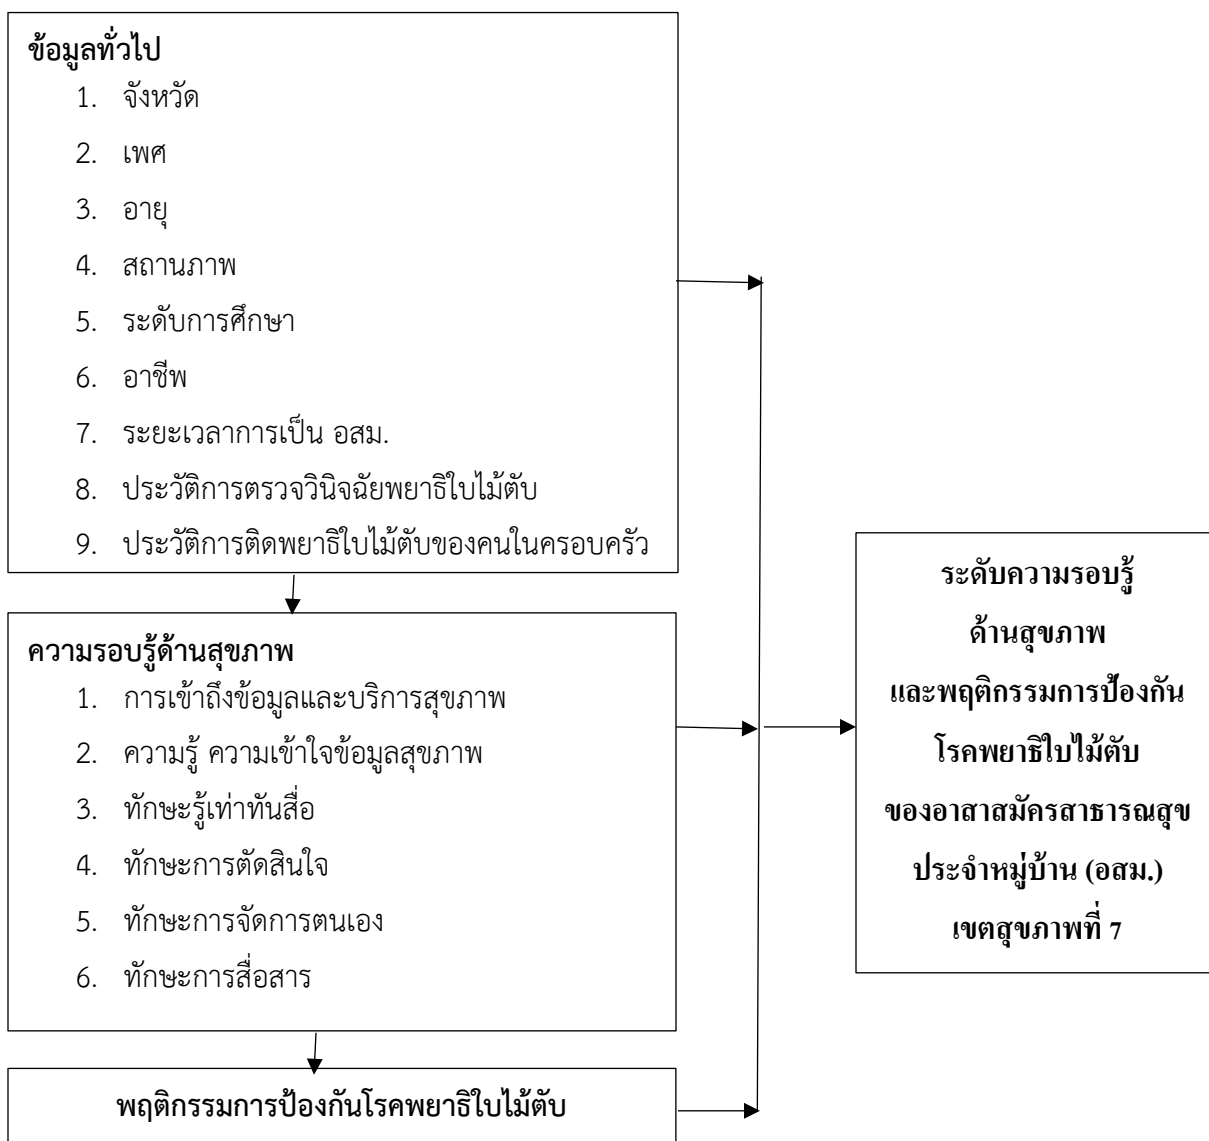 ข้อมูลทั่วไป
1. จังหวัด
2. เพศ
3. อายุ
4. สถานภาพ
5. ระดับการศึกษา
6. อาชีพ
7. ระยะเวลาการเป็น อสม.
8. ประวัติการตรวจวินิจฉัยพยาธิใบไม้ตับ
9. ประวัติการติดพยาธิใบไม้ตับของคนในครอบครัว
ความรอบรู้ด้านสุขภาพ
1. การเข้าถึงข้อมูลและบริการสุขภาพ
2. ความรู้ ความเข้าใจข้อมูลสุขภาพ
3. ทักษะรู้เท่าทันสื่อ
4. ทักษะการตัดสินใจ
5. ทักษะการจัดการตนเอง
6. ทักษะการสื่อสาร
พฤติกรรมการป้องกันโรคพยาธิใบไม้ตับ
ระดับความรอบรู้
ด้านสุขภาพ
และพฤติกรรมการป้องกัน
โรคพยาธิใบไม้ตับ
ของอาสาสมัครสาธารณสุข
ประจำหมู่บ้าน (อสม.)
เขตสุขภาพที่ 7